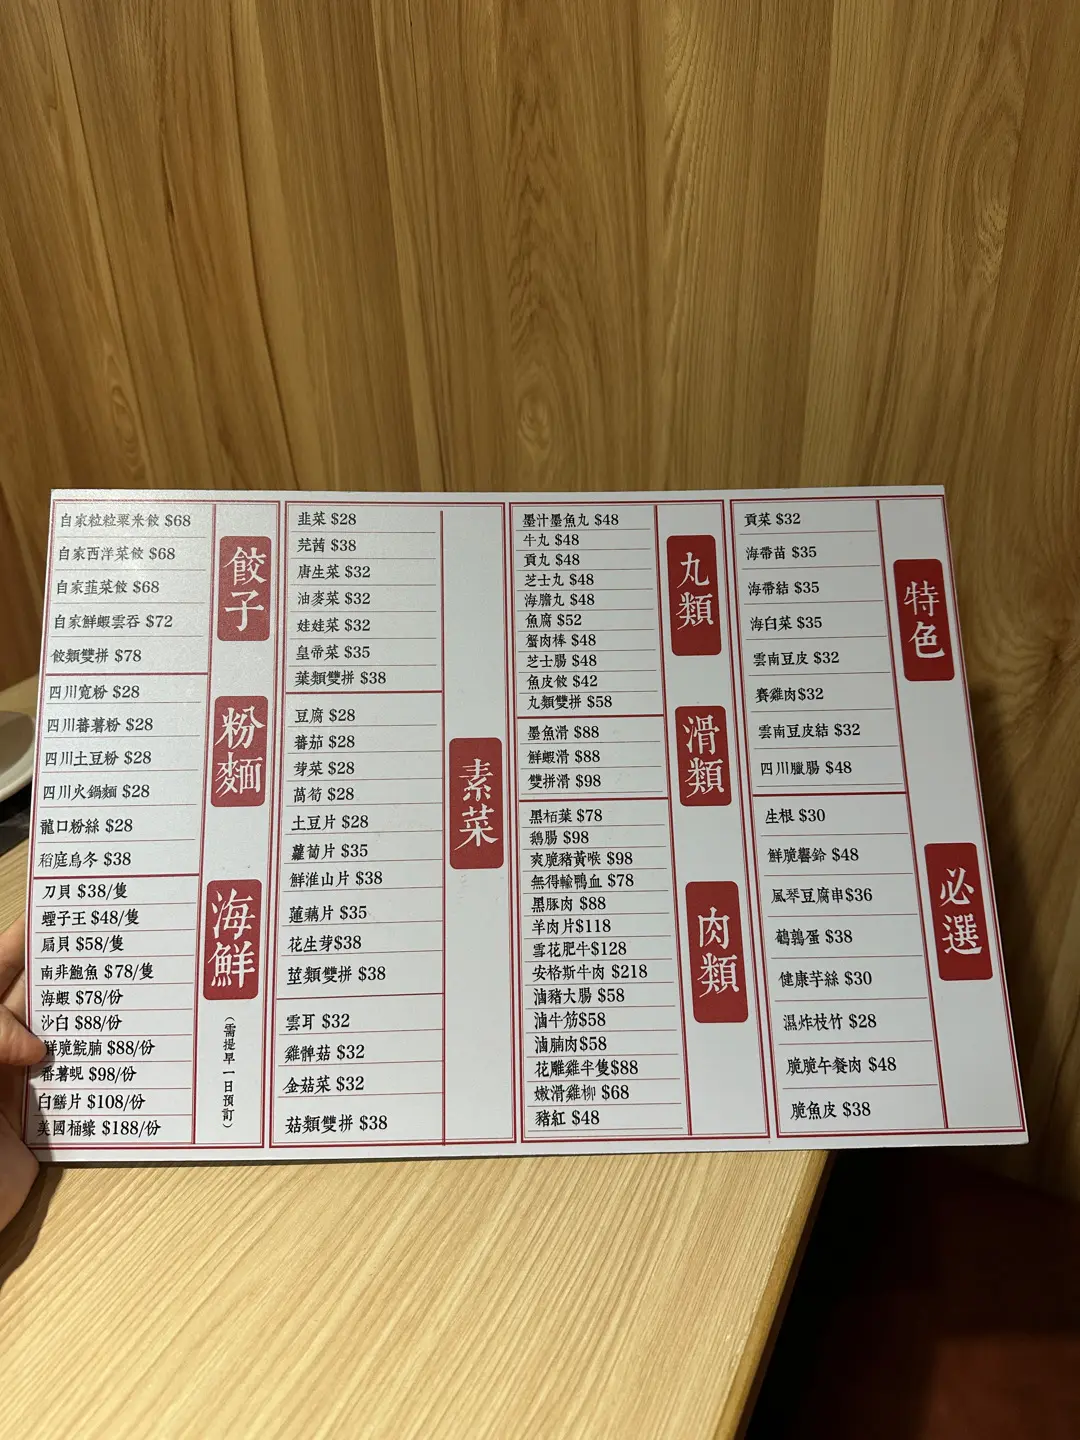 餃子
自家粒粒粟米餃 $68
自家西洋菜餃 $68
自家韮菜餃 $68
自家鮮蝦雲吞 $72
餃類雙拼 $78
粉麵
四川寬粉 $28
四川蕃薯粉 $28
四川土豆粉 $28
四川火鍋麵 $28
龍口粉絲 $28
稻庭烏冬 $38
海鮮
(需提早一日預訂)
刀貝 $38/隻
蟶子王 $48/隻
扇貝 $58/隻
南非鮑魚 $78/隻
海蝦 $78/份
沙白 $88/份
鮮脆鯇腩 $88/份
番薯蜆 $98/份
白鱔片 $108/份
美國桶蠔 $188/份
素菜
韮菜 $28
芫茜 $38
唐生菜 $32
油麥菜 $32
娃娃菜 $32
皇帝菜 $35
葉類雙拼 $38
豆腐 $28
蕃茄 $28
芽菜 $28
萵筍 $28
土豆片 $28
蘿蔔片 $35
鮮淮山片 $38
蓮藕片 $35
花生芽$38
莖類雙拼 $38
雲耳 $32
雞髀菇 $32
金菇菜 $32
菇類雙拼 $38
丸類
墨汁墨魚丸 $48
牛丸 $48
貢丸 $48
芝士丸 $48
海膽丸 $48
魚腐 $52
蟹肉棒 $48
芝士腸 $48
魚皮餃 $42
丸類雙拼 $58
滑類
墨魚滑 $88
鮮蝦滑 $88
雙拼滑 $98
肉類
黑栢葉 $78
鵝腸 $98
爽脆豬黃喉 $98
無得輸鴨血 $78
黑豚肉 $88
羊肉片$118
雪花肥牛$128
安格斯牛肉 $218
滷豬大腸 $58
滷牛筋$58
滷腩肉$58
花雕雞半隻$88
嫩滑雞柳 $68
豬紅 $48
特色
貢菜 $32
海帶苗 $35
海帶結 $35
海白菜 $35
雲南豆皮 $32
賽雞肉$32
雲南豆皮結 $32
四川臘腸 $48
必選
生根 $30
鮮脆響鈴 $48
風琴豆腐串$36
鵪鶉蛋 $38
健康芋絲 $30
濕炸枝竹 $28
脆脆午餐肉 $48
脆魚皮 $38